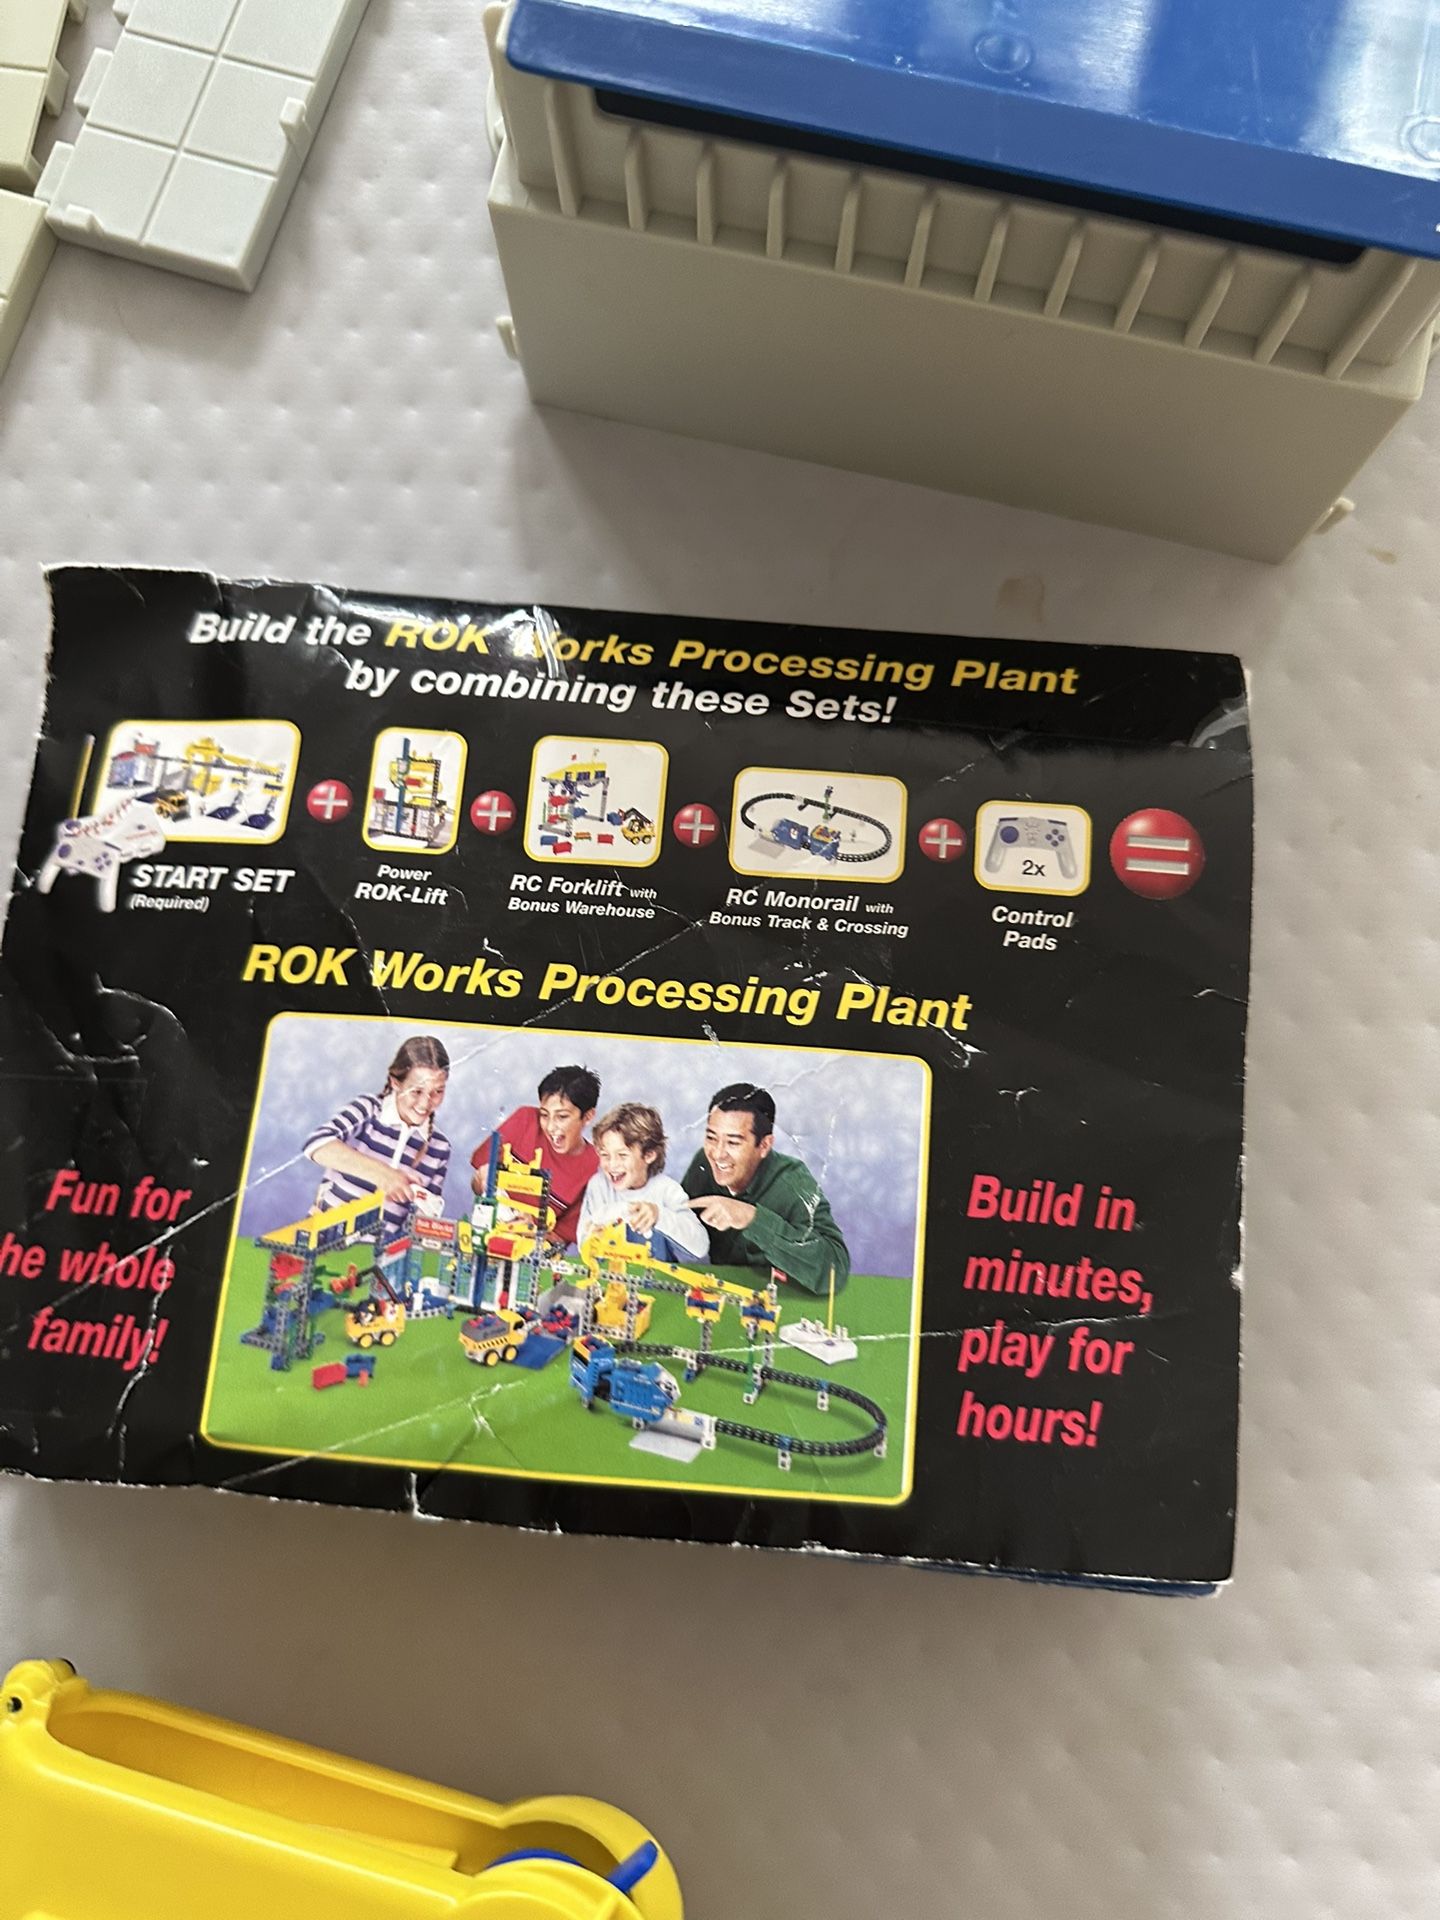 Build the ROK Works Processing Plant
by combining these Sets!
START SET
(Required)
Power
ROK-Lift
RC Forklift with
Bonus Warehouse
RC Monorail with
Bonus Track & Crossing
2x
Control
Pads
ROK Works Processing Plant
Fun for
he whole
family!
Build in
minutes,
play for
hours!